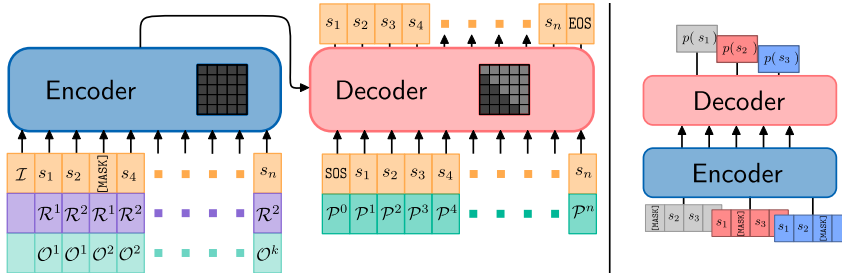 s₁ s₂ s₃ s₄ sₙ EOS
Encoder
Decoder
ℐ s₁ s₂ [MASK] s₄ sₙ
ℛ¹ ℛ² ℛ¹ ℛ² ℛ²
𝒪¹ 𝒪¹ 𝒪² 𝒪² 𝒪ᵏ
SOS s₁ s₂ s₃ s₄ sₙ
𝒫⁰ 𝒫¹ 𝒫² 𝒫³ 𝒫⁴ 𝒫ⁿ
p( s₁ )
p( s₂ )
p( s₃ )
Decoder
Encoder
[MASK] s₂ s₃
s₁ [MASK] s₃
s₁ s₂ [MASK]